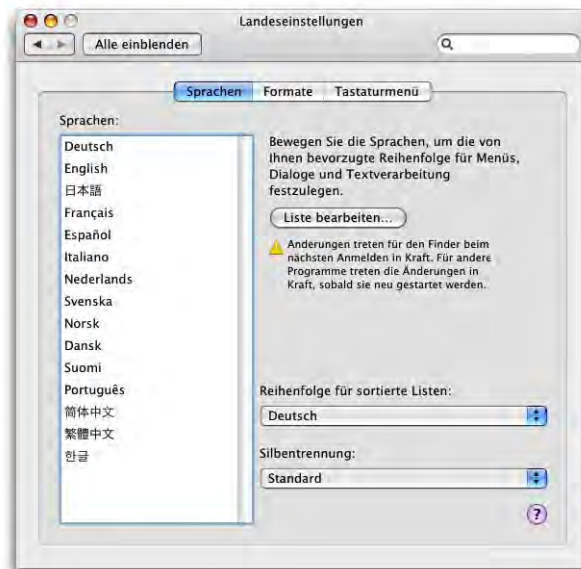 Landeseinstellungen
Alle einblenden
Sprachen Formate Tastaturmenü
Sprachen:
Deutsch
English
日本語
Français
Español
Italiano
Nederlands
Svenska
Norsk
Dansk
Suomi
Português
简体中文
繁體中文
한글
Bewegen Sie die Sprachen, um die von
Ihnen bevorzugte Reihenfolge für Menüs,
Dialoge und Textverarbeitung
festzulegen.
Liste bearbeiten...
Änderungen treten für den Finder beim
nächsten Anmelden in Kraft. Für andere
Programme treten die Änderungen in
Kraft, sobald sie neu gestartet werden.
Reihenfolge für sortierte Listen:
Deutsch
Silbentrennung:
Standard
?